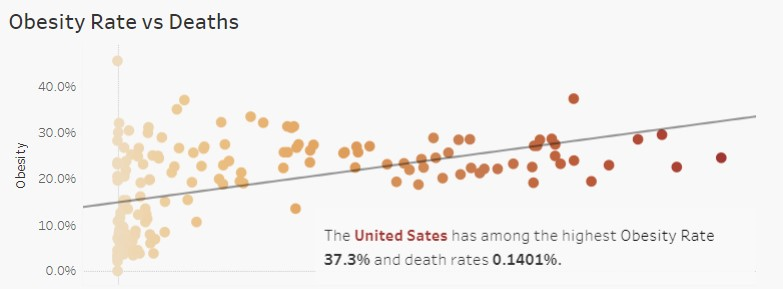 Obesity Rate vs Deaths
40.0%
30.0%
20.0%
10.0%
0.0%
Obesity
The United Sates has among the highest Obesity Rate
37.3% and death rates 0.1401%.